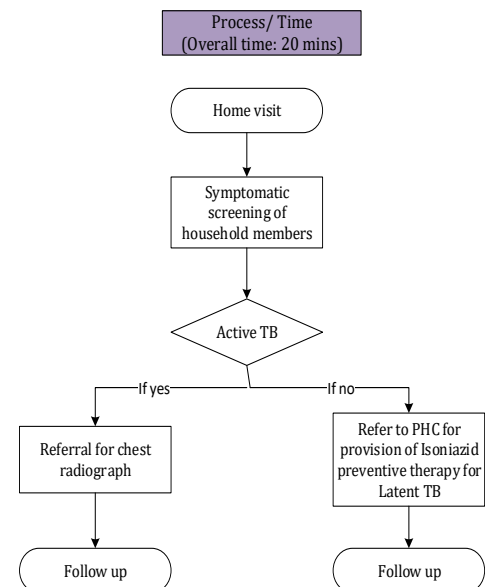 Process/ Time
(Overall time: 20 mins)
Home visit
Symptomatic
screening of
household members
Active TB
If yes
If no
Referral for chest
radiograph
Refer to PHC for
provision of Isoniazid
preventive therapy for
Latent TB
Follow up
Follow up